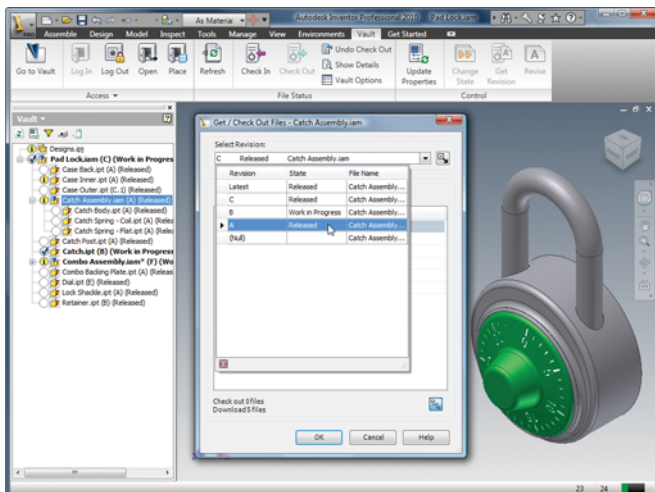 As Material
Autodesk Inventor Professional 2010 Pad Lock.iam
PRO
Assemble Design Model Inspect Tools Manage View Environments Vault Get Started
Go to Vault
Log In
Log Out
Open
Place
Refresh
Check In
Check Out
Undo Check Out
Show Details
Vault Options
Update Properties
Change State
Get Revision
Revise
Access
File Status
Control
Vault
Designs.ipj
Pad Lock.iam (C) (Work in Progres
Case Back.ipt (A) (Released)
Case Inner.ipt (A) (Released)
Case Outer.ipt (C.1) (Released)
Catch Assembly.iam (A) (Released)
Catch Body.ipt (A) (Released)
Catch Spring - Coil.ipt (A) (Relea
Catch Spring - Flat.ipt (A) (Relea
Catch Post.ipt (A) (Released)
Catch.ipt (B) (Work in Progress
Combo Assembly.iam* (F) (Wo
Combo Backing Plate.ipt (A) (Releas
Dial.ipt (E) (Released)
Lock Shackle.ipt (A) (Released)
Retainer.ipt (B) (Released)
Get / Check Out Files - Catch Assembly.iam
Select Revision:
C Released Catch Assembly.iam
Revision State File Name
Latest Released Catch Assembly....
C Released Catch Assembly....
B Work in Progress Catch Assembly....
A Released Catch Assembly....
(Null) Catch Assembly....
Check out 0 files
Download 5 files
OK Cancel Help
23 24